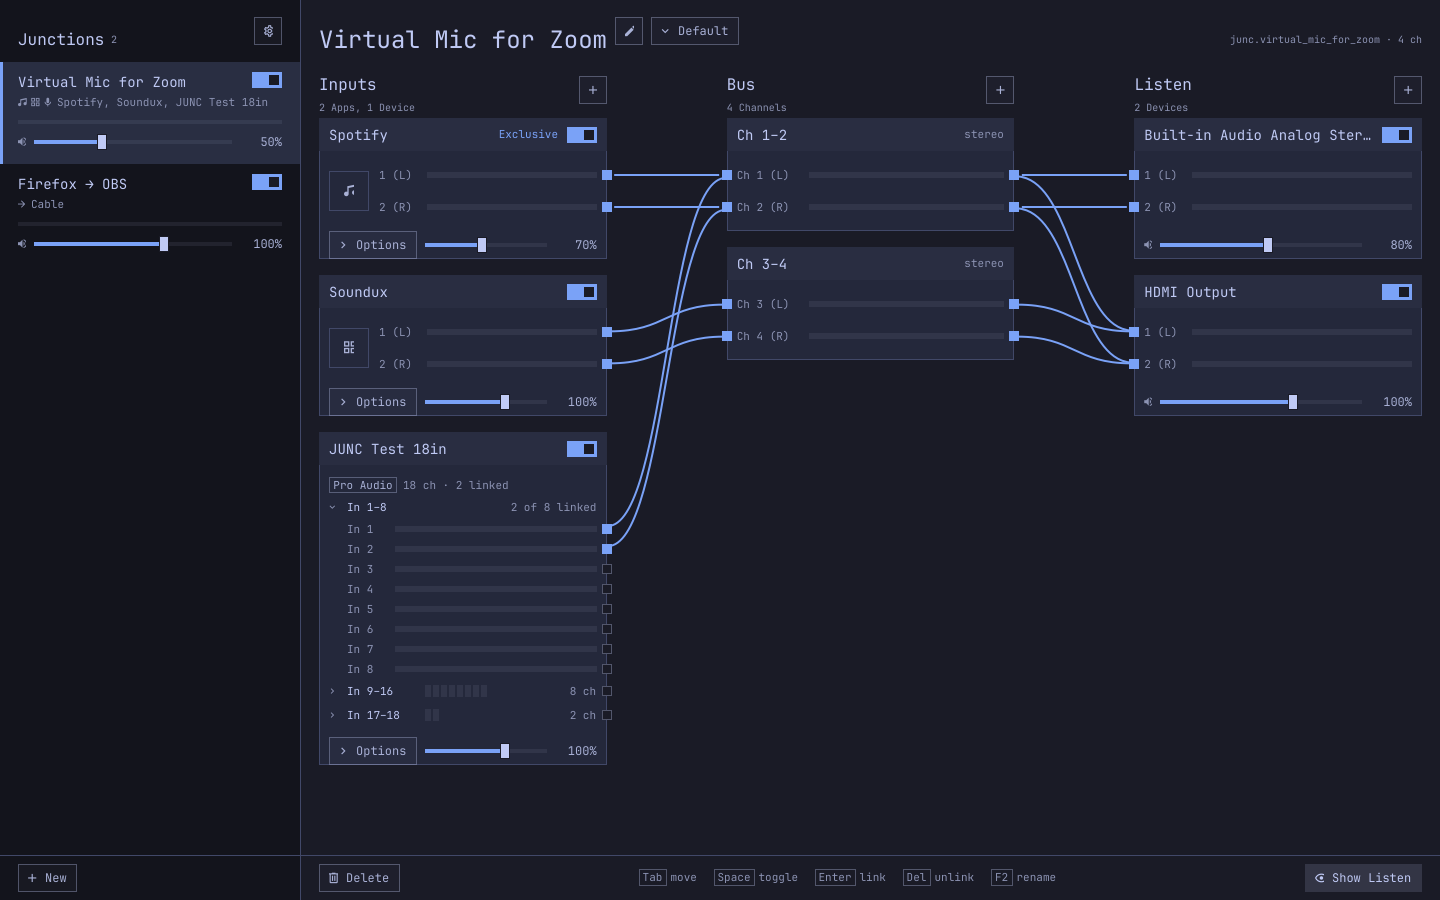 Junctions 2
Virtual Mic for Zoom
Spotify, Soundux, JUNC Test 18in
50%
Firefox → OBS
→ Cable
100%
+ New
Virtual Mic for Zoom
Default
junc.virtual_mic_for_zoom · 4 ch
Inputs
+
2 Apps, 1 Device
Spotify
Exclusive
1 (L)
2 (R)
Options
70%
Soundux
1 (L)
2 (R)
Options
100%
JUNC Test 18in
Pro Audio 18 ch · 2 linked
In 1–8
2 of 8 linked
In 1
In 2
In 3
In 4
In 5
In 6
In 7
In 8
In 9–16
8 ch
In 17–18
2 ch
Options
100%
Bus
+
4 Channels
Ch 1–2
stereo
Ch 1 (L)
Ch 2 (R)
Ch 3–4
stereo
Ch 3 (L)
Ch 4 (R)
Listen
+
2 Devices
Built-in Audio Analog Ster…
1 (L)
2 (R)
80%
HDMI Output
1 (L)
2 (R)
100%
Delete
Tab move Space toggle Enter link Del unlink F2 rename
Show Listen